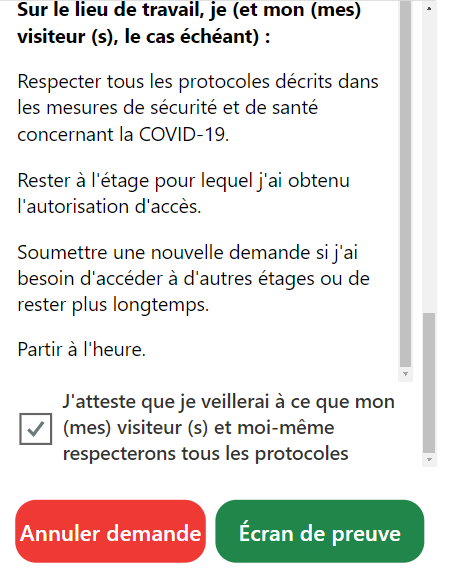 Sur le lieu de travail, je (et mon (mes)
visiteur (s), le cas échéant) :
Respecter tous les protocoles décrits dans
les mesures de sécurité et de santé
concernant la COVID-19.
Rester à l'étage pour lequel j'ai obtenu
l'autorisation d'accès.
Soumettre une nouvelle demande si j'ai
besoin d'accéder à d'autres étages ou de
rester plus longtemps.
Partir à l'heure.
J'atteste que je veillerai à ce que mon
(mes) visiteur (s) et moi-même
respecterons tous les protocoles
Annuler demande
Écran de preuve